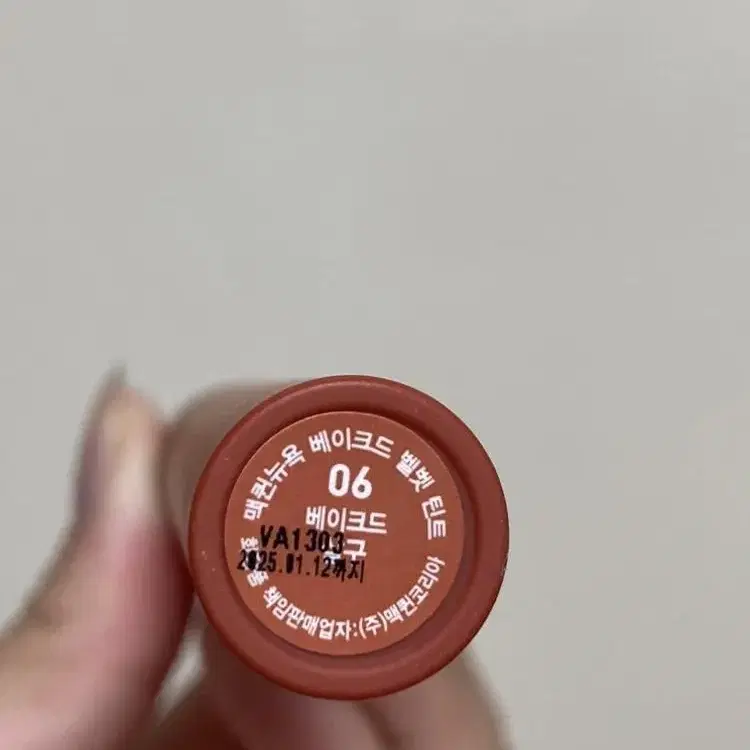 맥퀸뉴욕 베이크드 벨벳 틴트
06
베이크드
VA1303
2025.01.12까지
책임판매업자:(주)맥퀸코리아